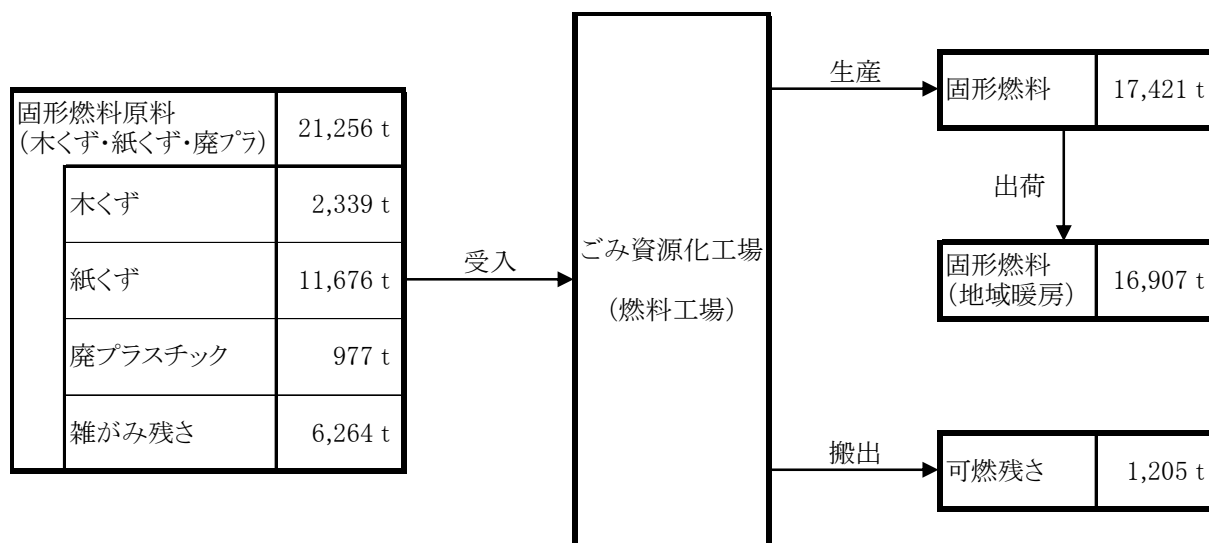 固形燃料原料
(木くず・紙くず・廃プラ)
21,256 t
木くず
2,339 t
紙くず
11,676 t
廃プラスチック
977 t
雑がみ残さ
6,264 t
受入
ごみ資源化工場
(燃料工場)
生産
固形燃料
17,421 t
出荷
固形燃料
(地域暖房)
16,907 t
搬出
可燃残さ
1,205 t